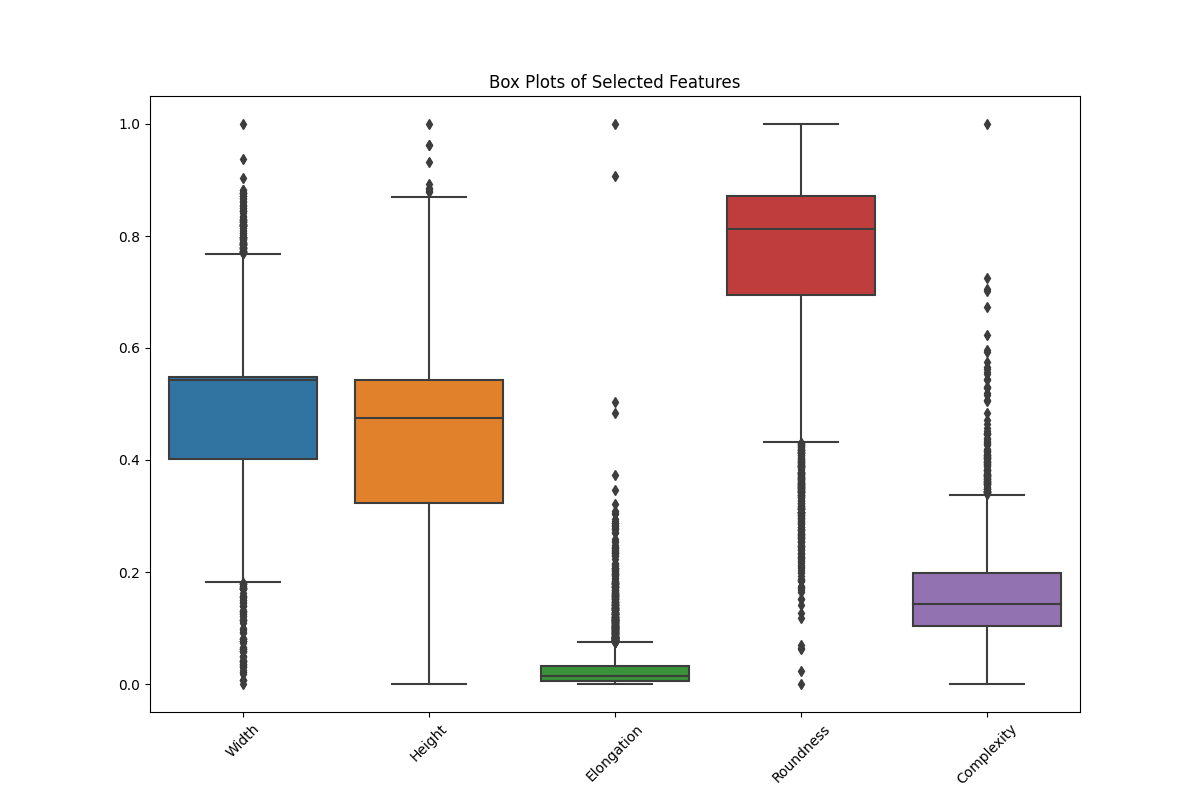 Box Plots of Selected Features
1.0
0.8
0.6
0.4
0.2
0.0
Width
Height
Elongation
Roundness
Complexity